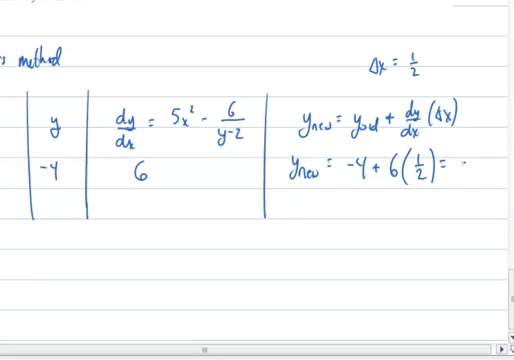 method
Δx = 1/2
y | dy/dx = 5x² - 6/(y-2) | y_new = y_old + dy/dx (Δx)
-4 | 6 | y_new = -4 + 6(1/2) =